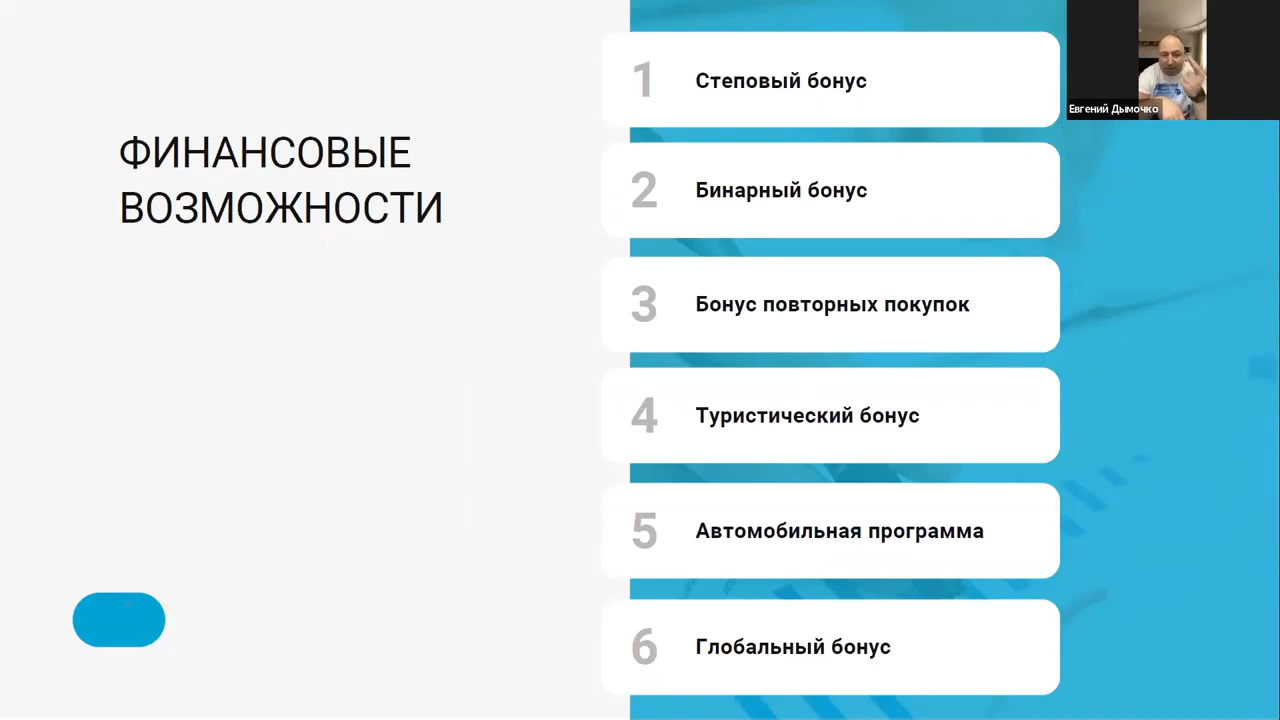 ФИНАНСОВЫЕ
ВОЗМОЖНОСТИ
1 Степовый бонус
2 Бинарный бонус
3 Бонус повторных покупок
4 Туристический бонус
5 Автомобильная программа
6 Глобальный бонус
Евгений Дымочко